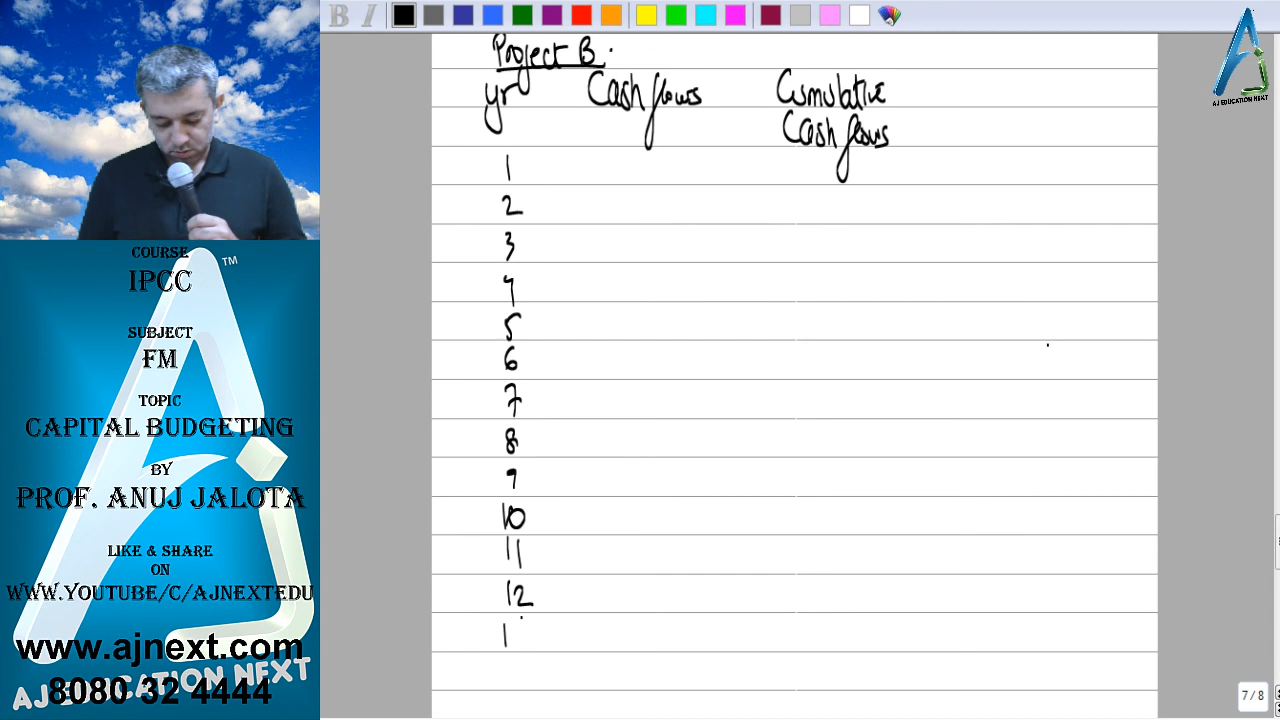 B I
Project B.
yr Cash flows Cumulative
Cash flows
1
2
3
4
5
6
7
8
9
10
11
12
1
7/8
AJ EDUCATION NEXT
COURSE
IPCC
SUBJECT
FM
TOPIC
CAPITAL BUDGETING
BY
PROF. ANUJ JALOTA
LIKE & SHARE
ON
WWW.YOUTUBE/C/AJNEXTEDU
www.ajnext.com
8080 32 4444
AJ EDUCATION NEXT
TM